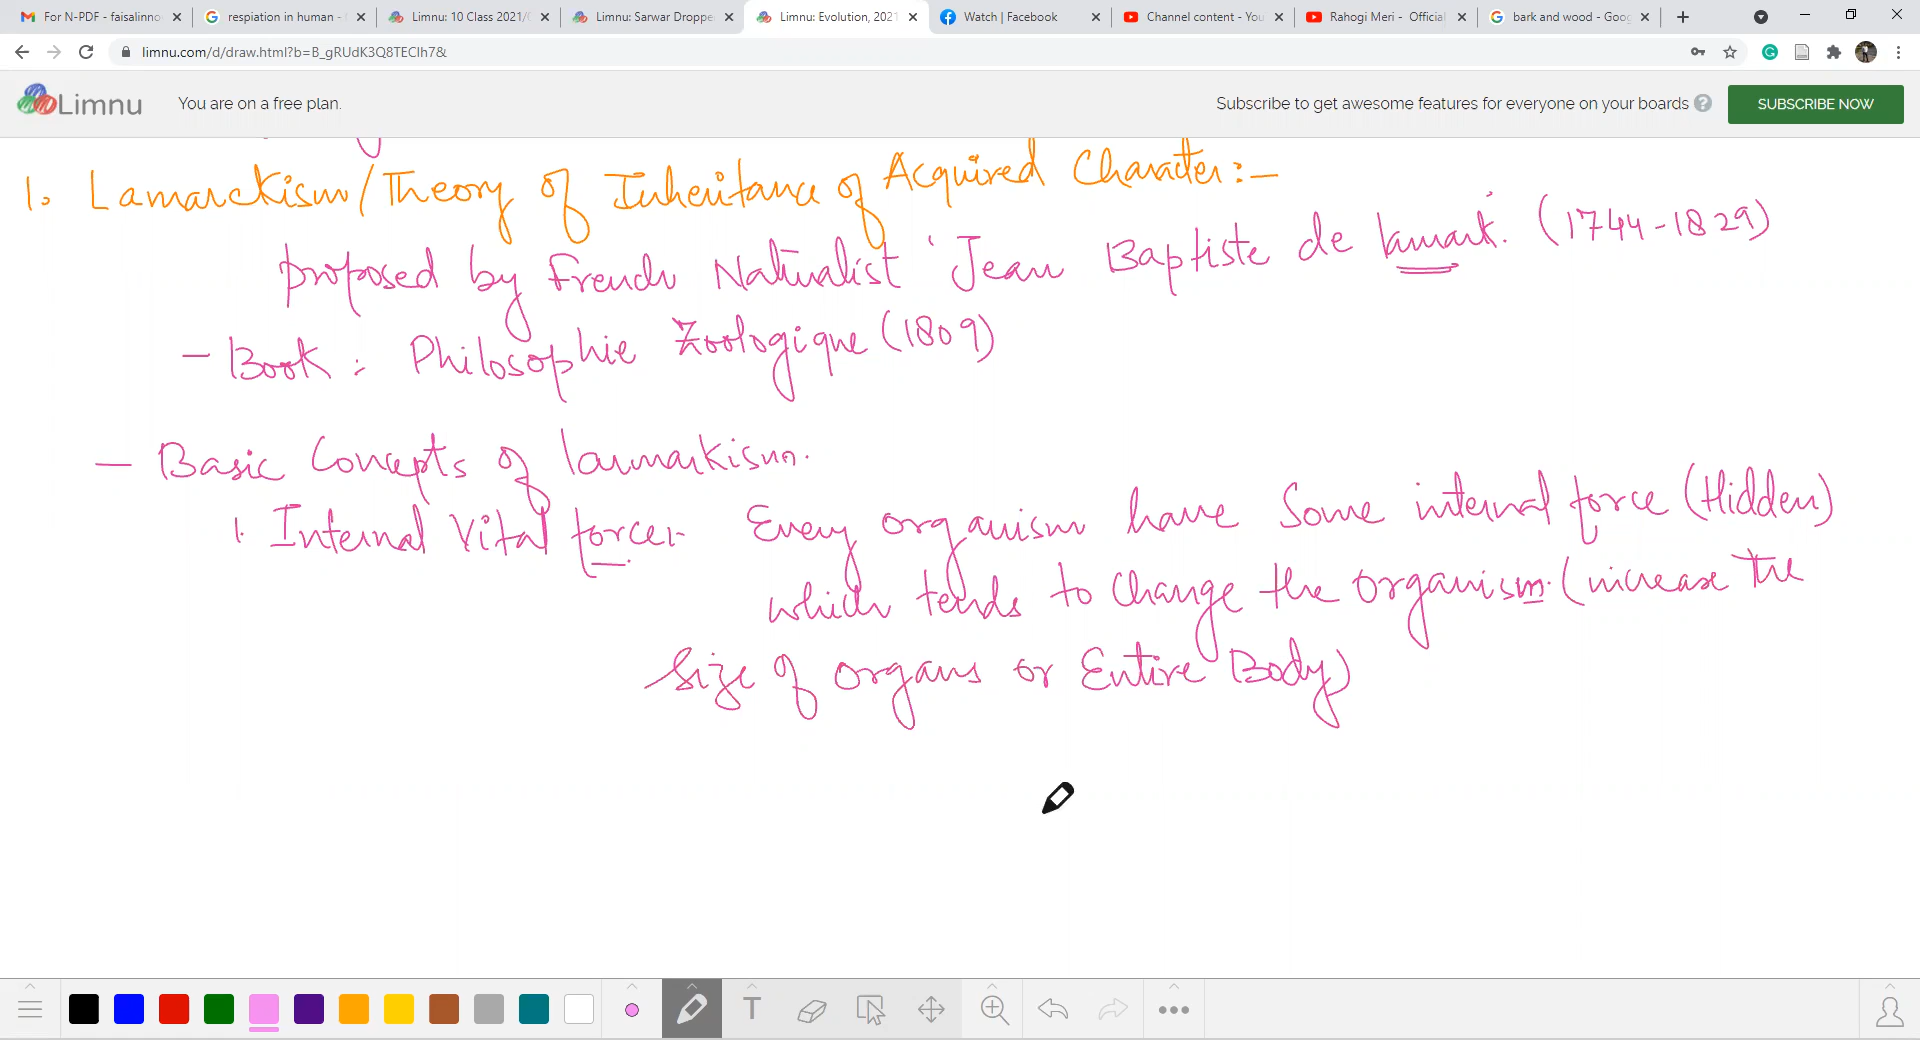 For N-PDF - faisalinno
respiation in human -
Limnu: 10 Class 2021/
Limnu: Sarwar Droppe
Limnu: Evolution, 2021
Watch | Facebook
Channel content - You
Rahogi Meri - Official
bark and wood - Goog
limnu.com/d/draw.html?b=B_gRUdK3Q8TEClh7&
Limnu
You are on a free plan.
Subscribe to get awesome features for everyone on your boards ?
SUBSCRIBE NOW
1. Lamarckism/Theory of Inheritance of Acquired Character:-
proposed by French Naturalist 'Jean Baptiste de lamark. (1744-1829)
- Book : Philosophie Zoologique (1809)
- Basic Concepts of larmarkism.
1. Internal Vital force:- Every organism have Some internal force (Hidden)
which tends to change the organism. (increase the
Size of organs or Entire Body)
T